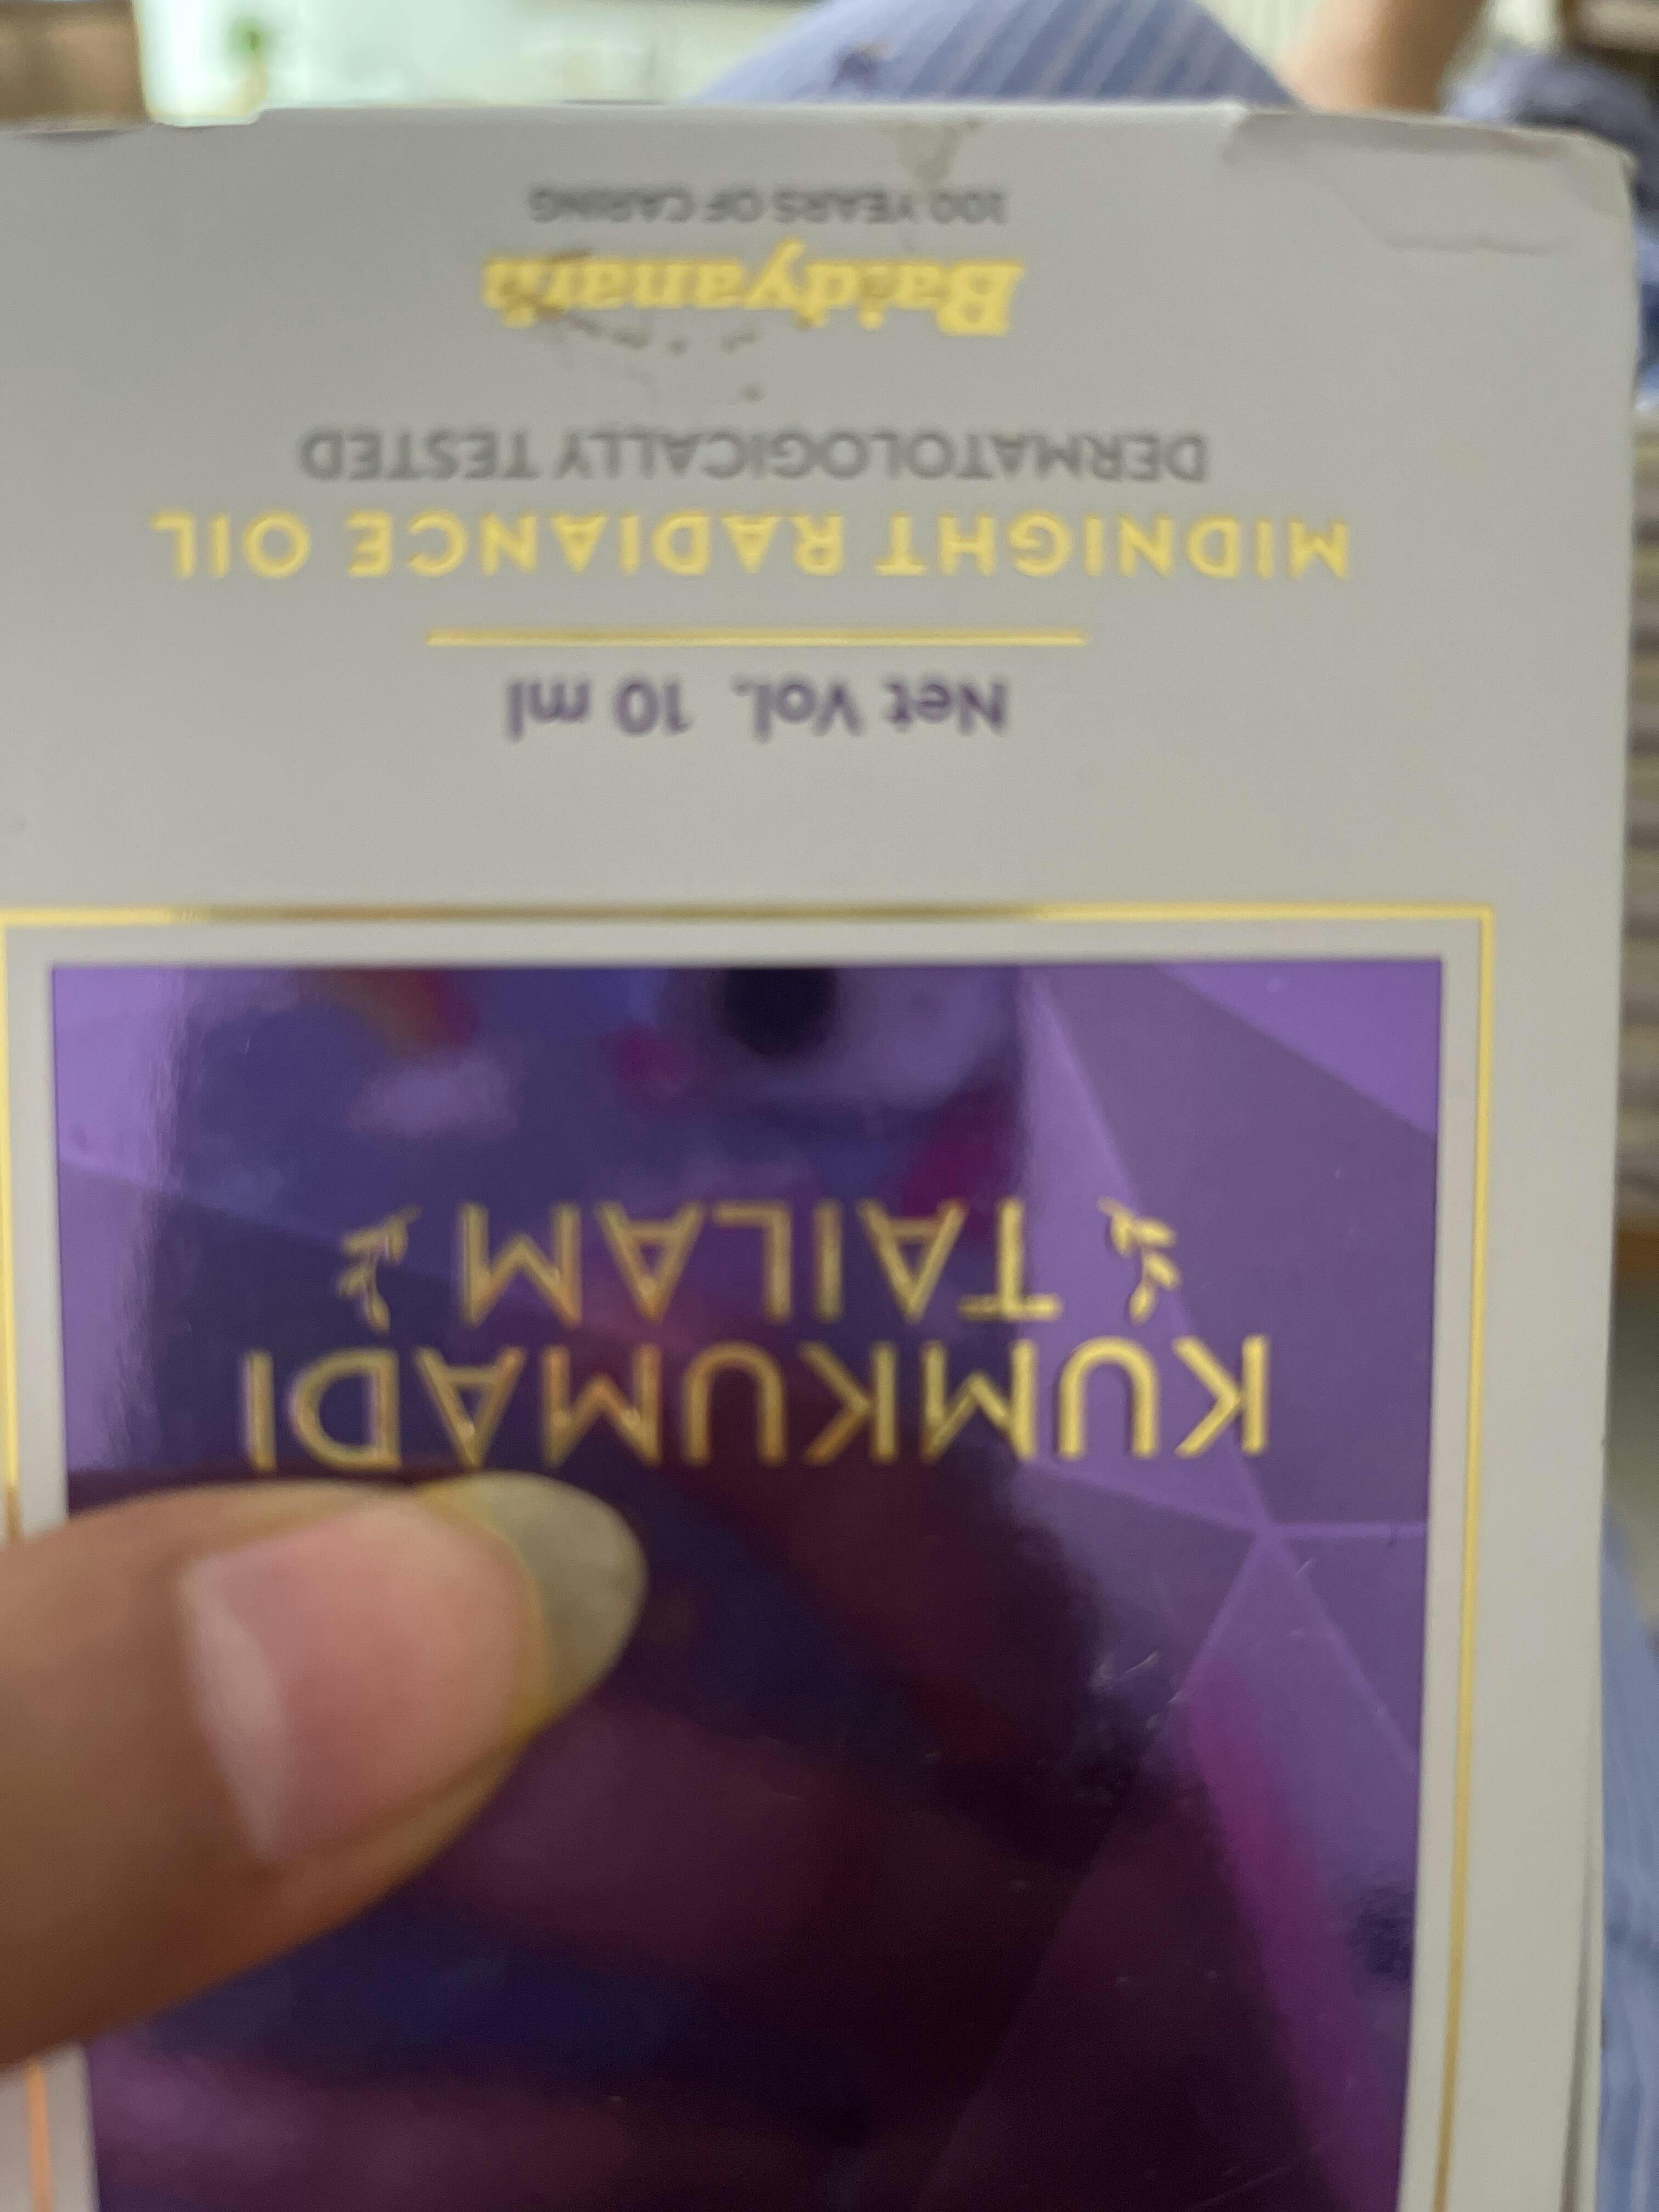 KUMKUMADI
TAILAM
Net Vol. 10 ml
MIDNIGHT RADIANCE OIL
DERMATOLOGICALLY TESTED
Baidyanath
100 YEARS OF CARING